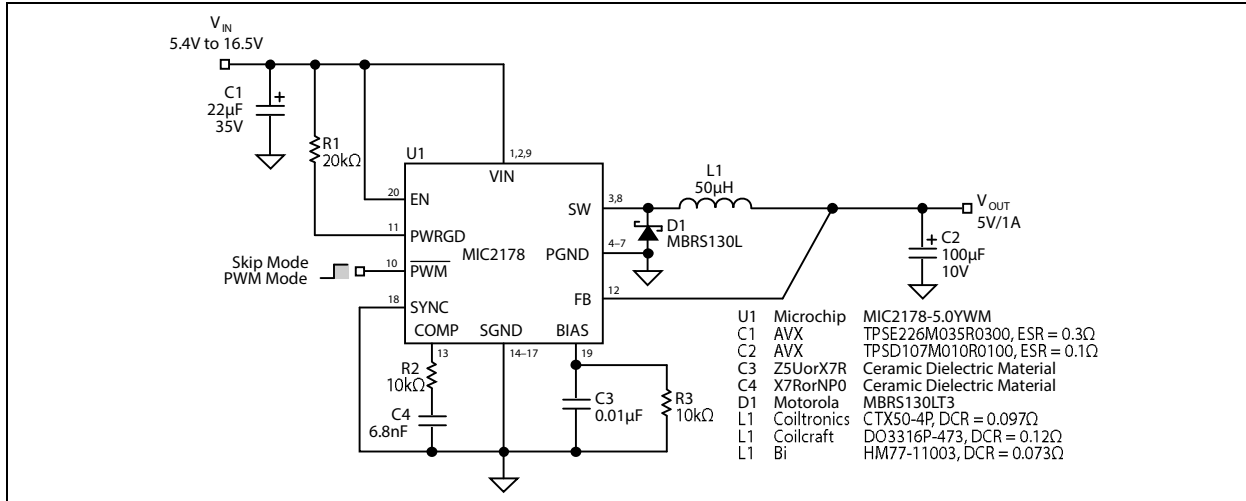 V IN
5.4V to 16.5V
C1
22µF
35V
R1
20kΩ
U1
1,2,9
VIN
20
EN
SW
3,8
L1
50µH
V OUT
5V/1A
11
PWRGD
D1
MBRS130L
C2
100µF
10V
MIC2178
PGND
4–7
Skip Mode
PWM Mode
10
PWM
FB
12
18
SYNC
COMP
SGND
BIAS
13
14–17
19
R2
10kΩ
C4
6.8nF
C3
0.01µF
R3
10kΩ
U1 Microchip MIC2178-5.0YWM
C1 AVX TPSE226M035R0300, ESR = 0.3Ω
C2 AVX TPSD107M010R0100, ESR = 0.1Ω
C3 Z5UorX7R Ceramic Dielectric Material
C4 X7RorNP0 Ceramic Dielectric Material
D1 Motorola MBRS130LT3
L1 Coiltronics CTX50-4P, DCR = 0.097Ω
L1 Coilcraft DO3316P-473, DCR = 0.12Ω
L1 Bi HM77-11003, DCR = 0.073Ω